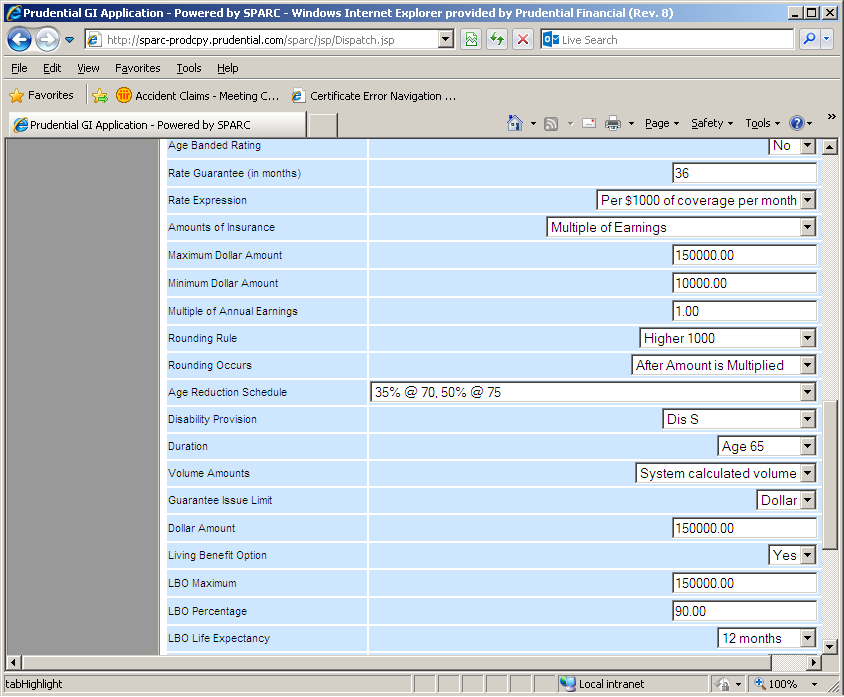 Prudential GI Application - Powered by SPARC - Windows Internet Explorer provided by Prudential Financial (Rev. 8)
http://sparc-prodcpy.prudential.com/sparc/jsp/Dispatch.jsp Live Search
File Edit View Favorites Tools Help
Favorites Accident Claims - Meeting C... Certificate Error Navigation ...
Prudential GI Application - Powered by SPARC Page Safety Tools »
Age Banded Rating No
Rate Guarantee (in months) 36
Rate Expression Per $1000 of coverage per month
Amounts of Insurance Multiple of Earnings
Maximum Dollar Amount 150000.00
Minimum Dollar Amount 10000.00
Multiple of Annual Earnings 1.00
Rounding Rule Higher 1000
Rounding Occurs After Amount is Multiplied
Age Reduction Schedule 35% @ 70, 50% @ 75
Disability Provision Dis S
Duration Age 65
Volume Amounts System calculated volume
Guarantee Issue Limit Dollar
Dollar Amount 150000.00
Living Benefit Option Yes
LBO Maximum 150000.00
LBO Percentage 90.00
LBO Life Expectancy 12 months
tabHighlight Local intranet 100%